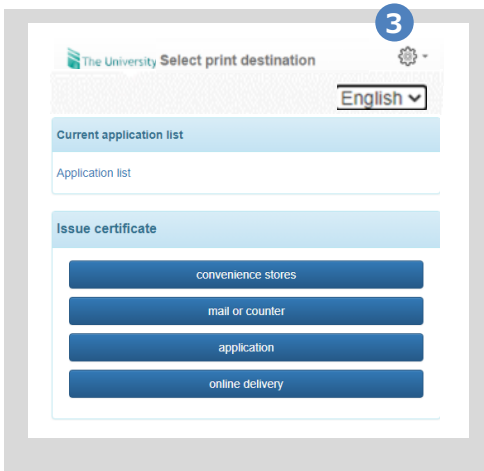 3
The University Select print destination
English
Current application list
Application list
Issue certificate
convenience stores
mail or counter
application
online delivery